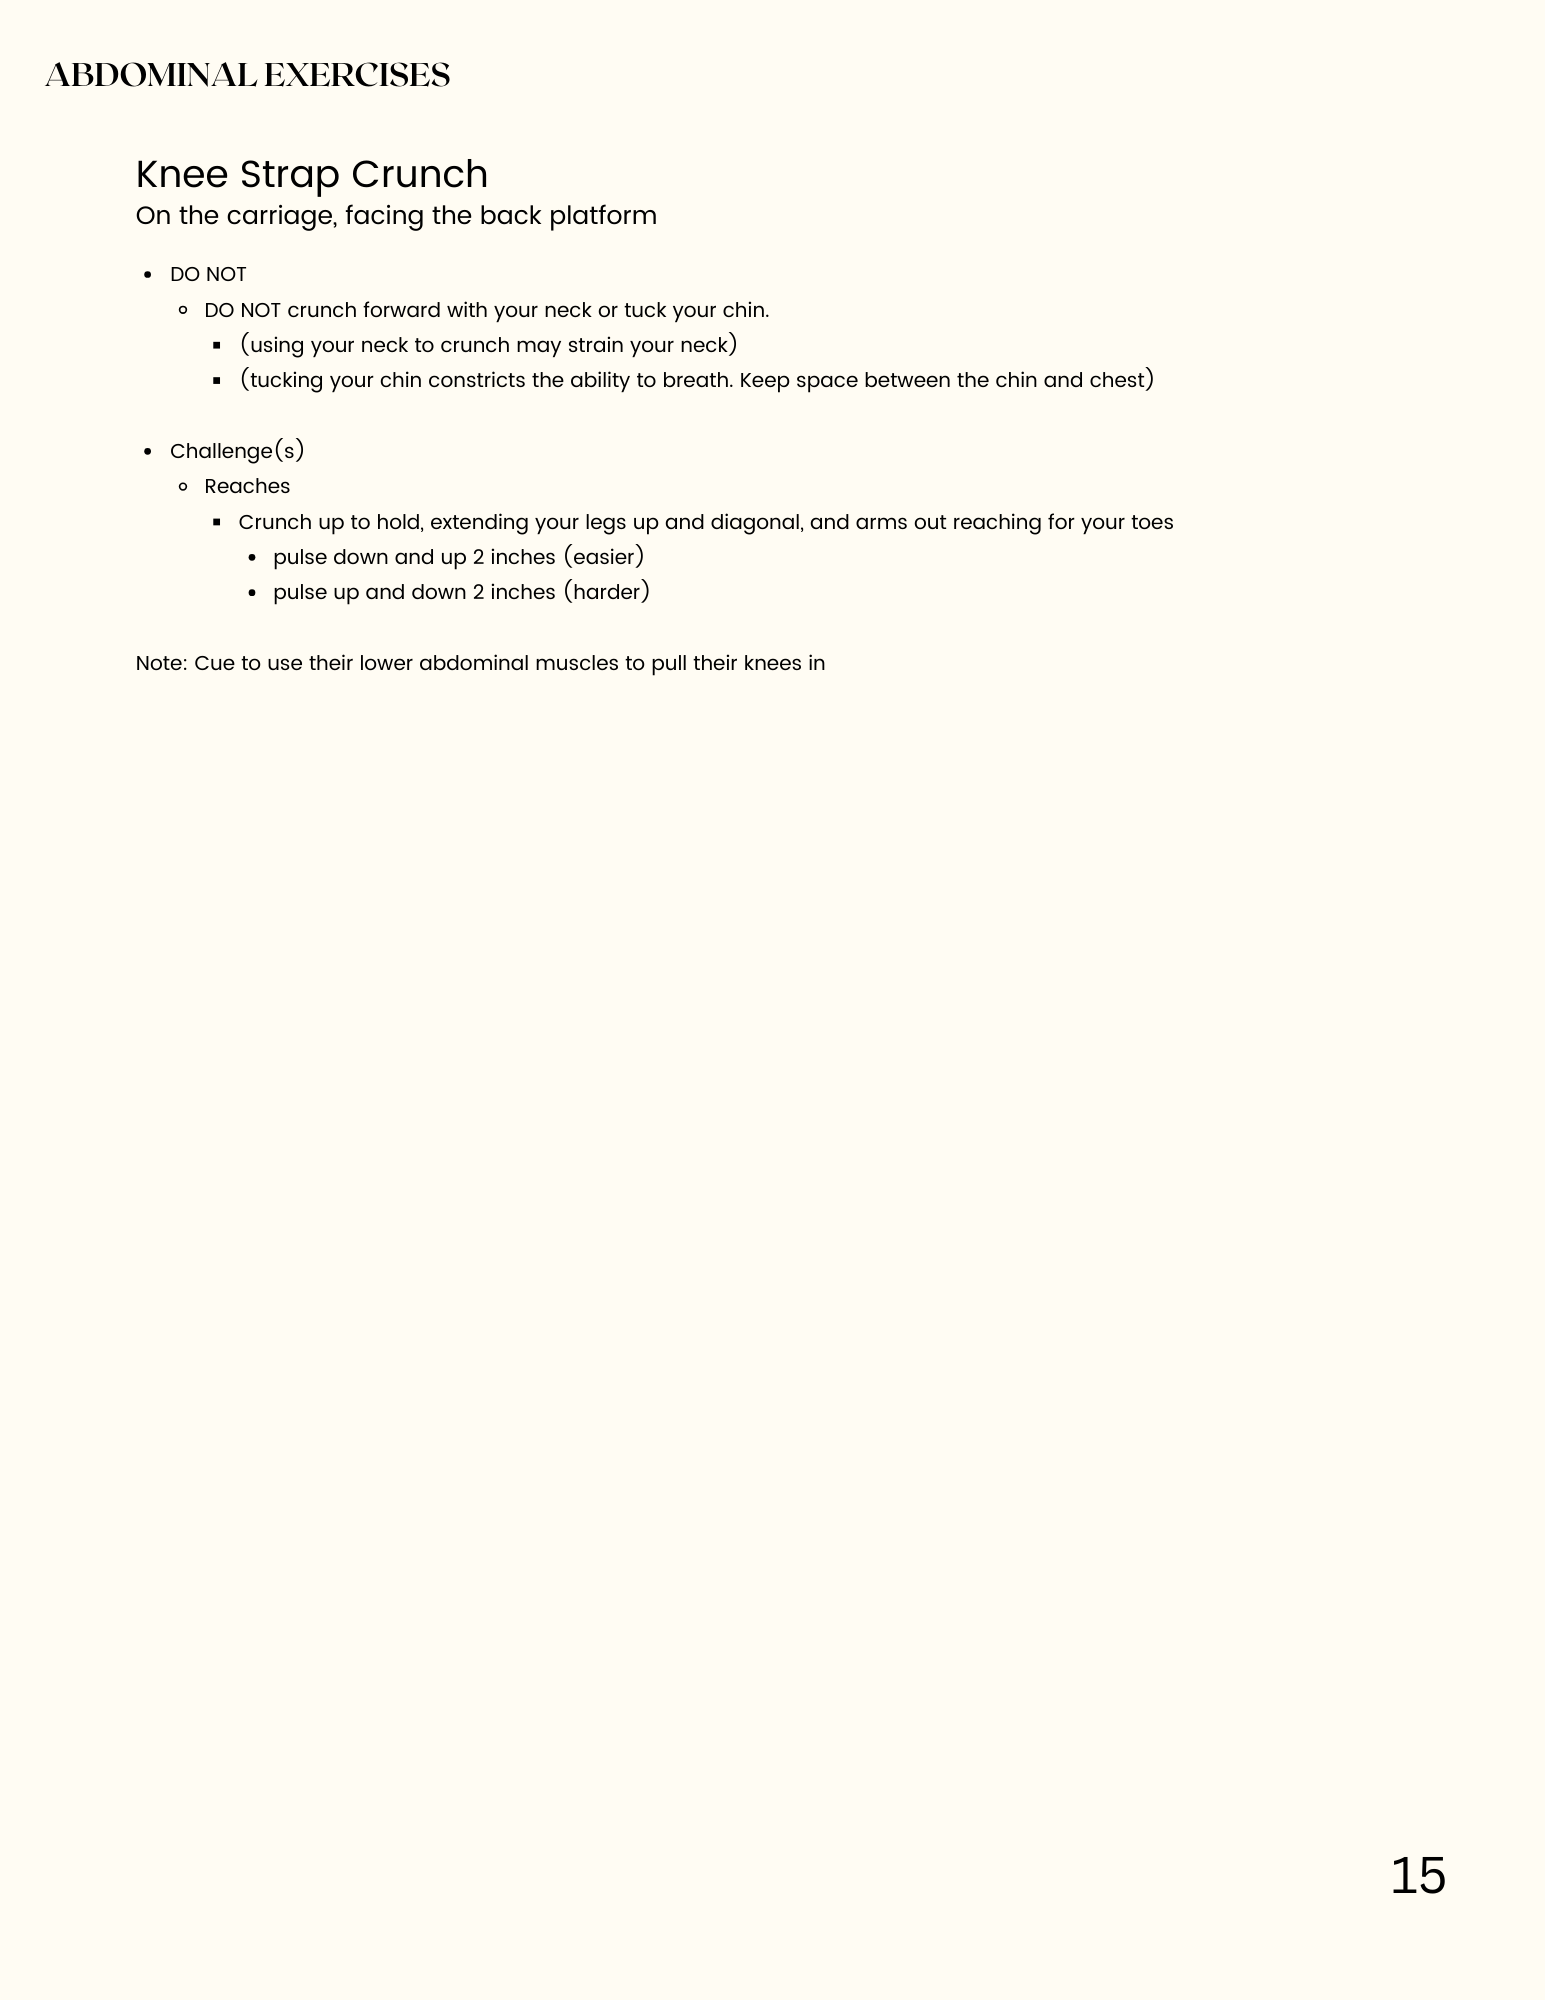 ABDOMINAL EXERCISES
Knee Strap Crunch
On the carriage, facing the back platform
• DO NOT
◦ DO NOT crunch forward with your neck or tuck your chin.
▪ (using your neck to crunch may strain your neck)
▪ (tucking your chin constricts the ability to breath. Keep space between the chin and chest)
• Challenge(s)
◦ Reaches
▪ Crunch up to hold, extending your legs up and diagonal, and arms out reaching for your toes
• pulse down and up 2 inches (easier)
• pulse up and down 2 inches (harder)
Note: Cue to use their lower abdominal muscles to pull their knees in
15